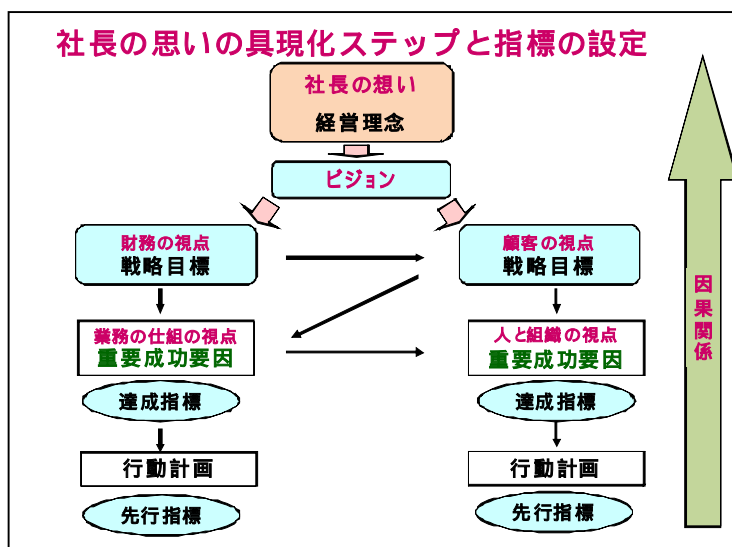 社長の思いの具現化ステップと指標の設定
社長の想い
経営理念
ビジョン
財務の視点
戦略目標
顧客の視点
戦略目標
業務の仕組の視点
重要成功要因
人と組織の視点
重要成功要因
達成指標
達成指標
行動計画
行動計画
先行指標
先行指標
因果関係